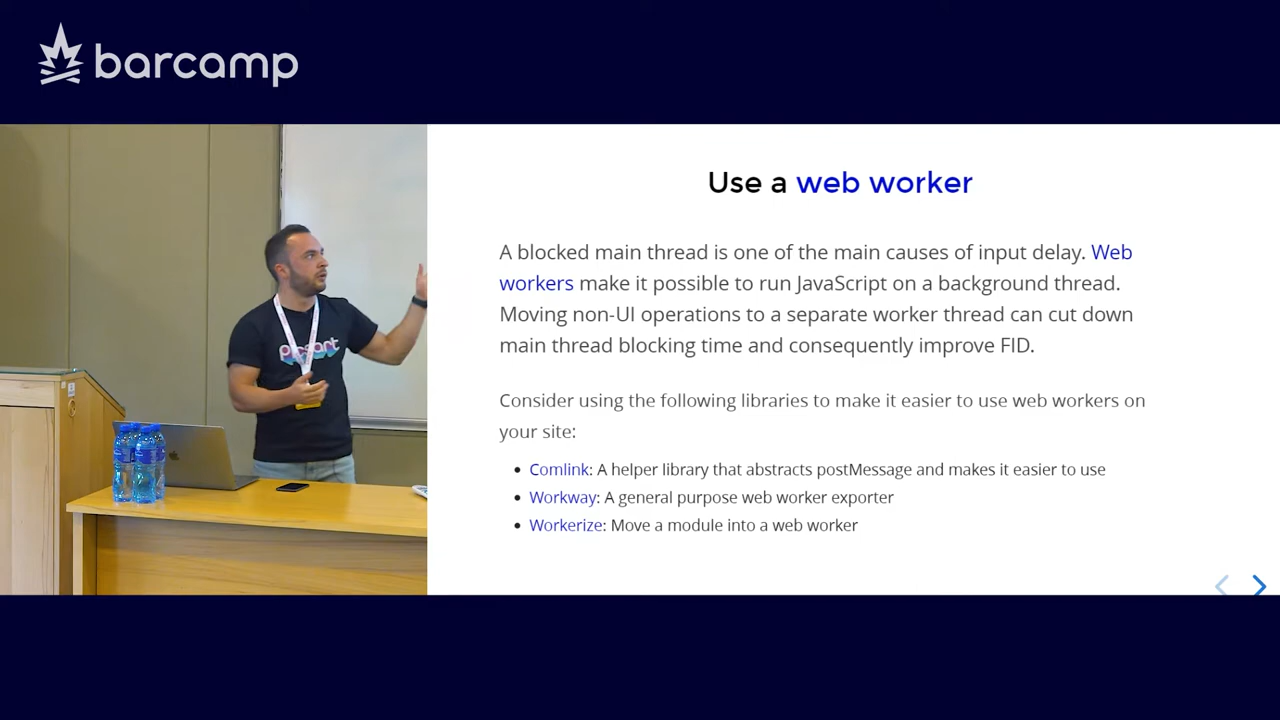 barcamp
Use a web worker
A blocked main thread is one of the main causes of input delay. Web
workers make it possible to run JavaScript on a background thread.
Moving non-UI operations to a separate worker thread can cut down
main thread blocking time and consequently improve FID.
Consider using the following libraries to make it easier to use web workers on
your site:
• Comlink: A helper library that abstracts postMessage and makes it easier to use
• Workway: A general purpose web worker exporter
• Workerize: Move a module into a web worker